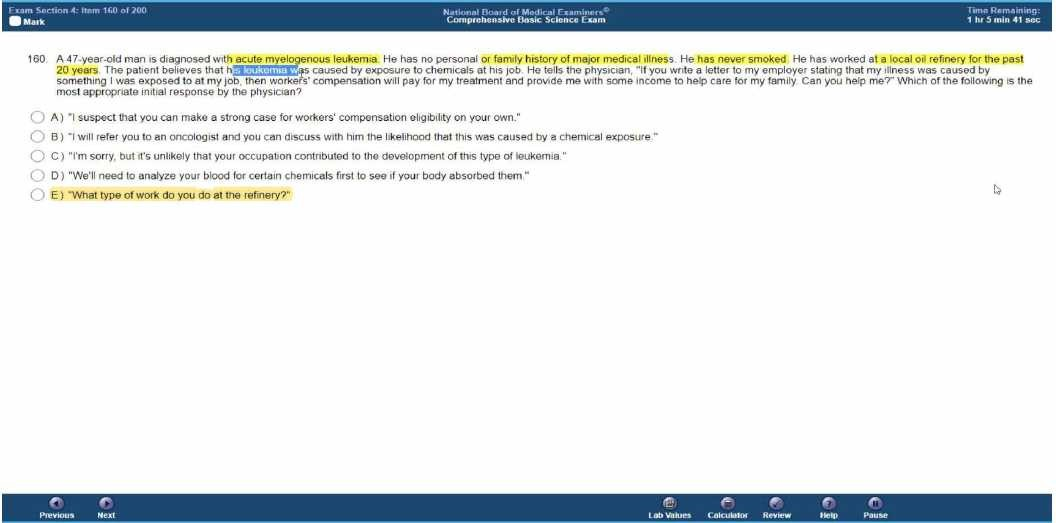 Exam Section 4: Item 160 of 200
National Board of Medical Examiners®
Time Remaining:
Mark
Comprehensive Basic Science Exam
1 hr 5 min 41 sec
160. A 47-year-old man is diagnosed with acute myelogenous leukemia. He has no personal or family history of major medical illness. He has never smoked. He has worked at a local oil refinery for the past
20 years. The patient believes that his leukemia was caused by exposure to chemicals at his job. He tells the physician, "If you write a letter to my employer stating that my illness was caused by
something I was exposed to at my job, then workers' compensation will pay for my treatment and provide me with some income to help care for my family. Can you help me?" Which of the following is the
most appropriate initial response by the physician?
A) "I suspect that you can make a strong case for workers' compensation eligibility on your own."
B) "I will refer you to an oncologist and you can discuss with him the likelihood that this was caused by a chemical exposure."
C) "I'm sorry, but it's unlikely that your occupation contributed to the development of this type of leukemia."
D) "We'll need to analyze your blood for certain chemicals first to see if your body absorbed them."
E) "What type of work do you do at the refinery?"
Previous
Next
Lab Values
Calculator
Review
Help
Pause